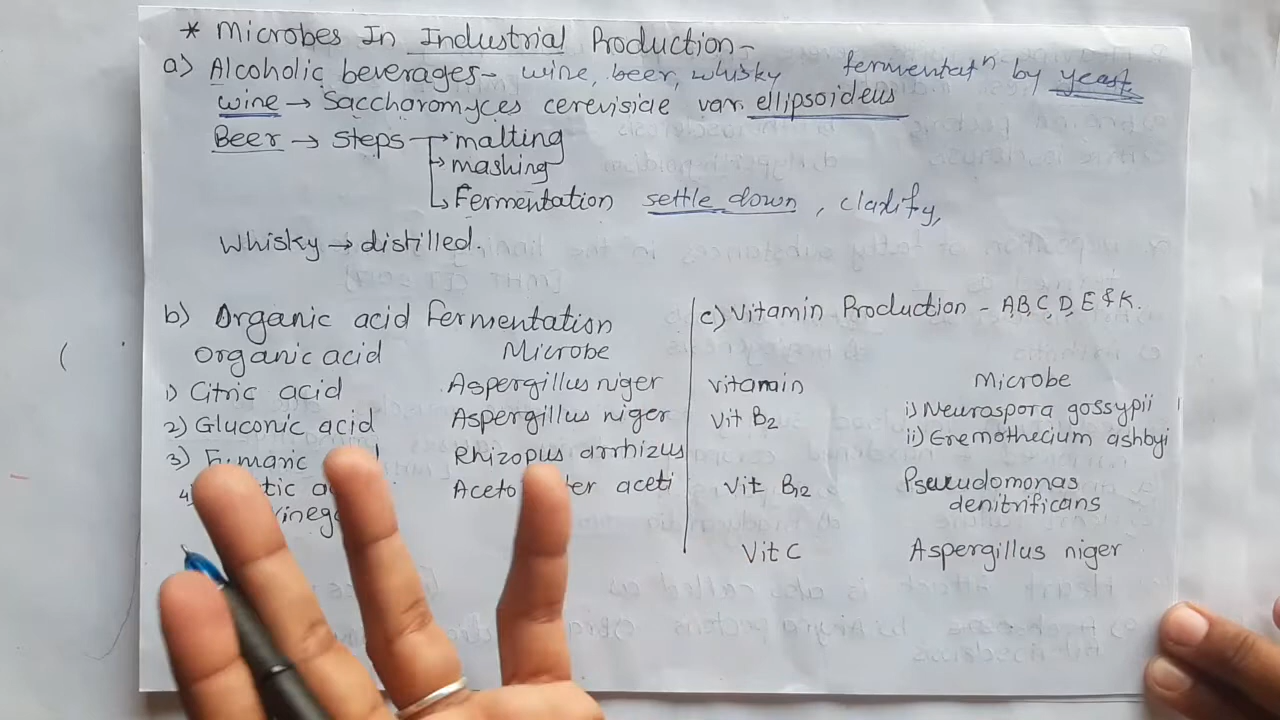 * Microbes In Industrial Production-
a) Alcoholic beverages- wine, beer, whisky fermentatn by yeast
wine → Saccharomyces cerevisiae var. ellipsoideus
Beer → steps → malting
→ mashing
→ Fermentation settle down, clarify,
Whisky → distilled.
b) Organic acid fermentation
Organic acid Microbe
1) Citric acid Aspergillus niger
2) Gluconic acid Aspergillus niger
3) Fumaric Rhizopus arrhizus
4) aceti
c) Vitamin Production - A,B,C,D,E & K.
Vitamin Microbe
Vit B2 i) Neurospora gossypii
ii) Eremothecium ashbyi
Vit B12 Pseudomonas
denitrificans
Vit C Aspergillus niger